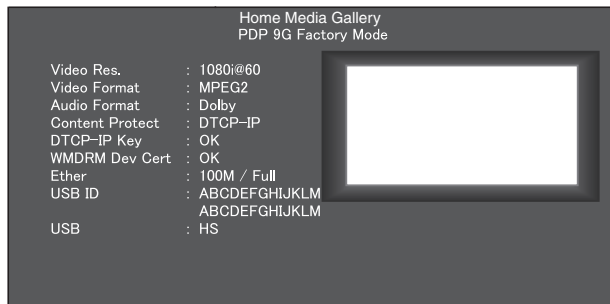 Home Media Gallery
PDP 9G Factory Mode
Video Res. : 1080i@60
Video Format : MPEG2
Audio Format : Dolby
Content Protect : DTCP-IP
DTCP-IP Key : OK
WMDRM Dev Cert : OK
Ether : 100M / Full
USB ID : ABCDEFGHIJKLM
ABCDEFGHIJKLM
USB : HS